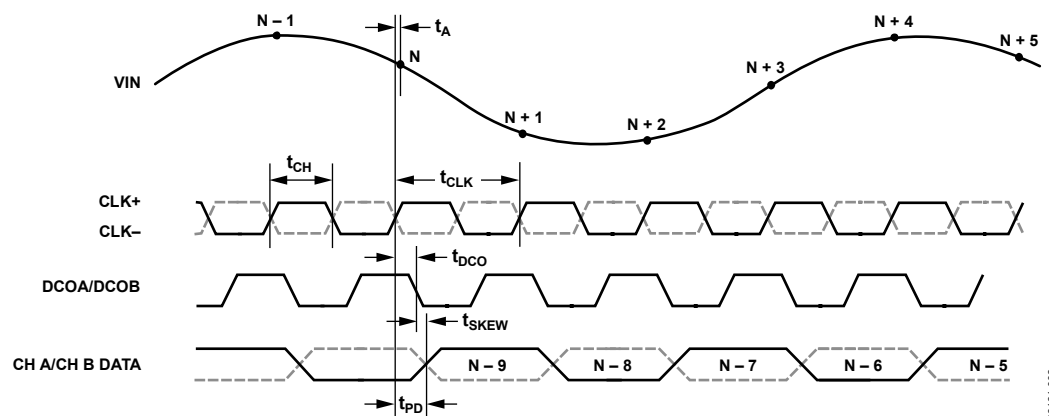 N – 1
tA
N
N + 4
N + 5
VIN
N + 3
N + 1
N + 2
tCH
tCLK
CLK+
CLK–
tDCO
DCOA/DCOB
tSKEW
CH A/CH B DATA
N – 9
N – 8
N – 7
N – 6
N – 5
tPD